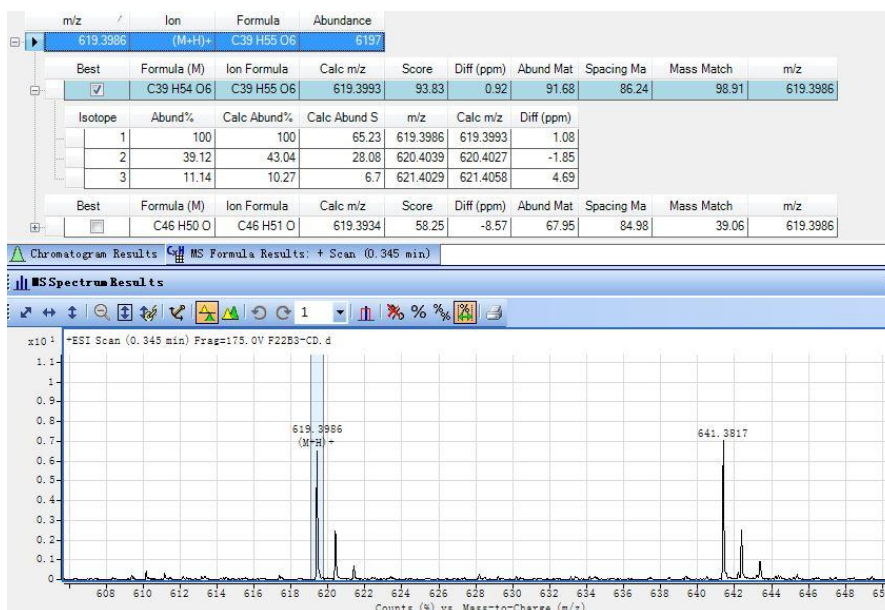 m/z / Ion Formula Abundance
619.3986 (M+H)+ C39 H55 O6 6197
Best Formula (M) Ion Formula Calc m/z Score Diff (ppm) Abund Mat Spacing Ma Mass Match m/z
C39 H54 O6 C39 H55 O6 619.3993 93.83 0.92 91.68 86.24 98.91 619.3986
Isotope Abund% Calc Abund% Calc Abund S m/z Calc m/z Diff (ppm)
1 100 100 65.23 619.3986 619.3993 1.08
2 39.12 43.04 28.08 620.4039 620.4027 -1.85
3 11.14 10.27 6.7 621.4029 621.4058 4.69
Best Formula (M) Ion Formula Calc m/z Score Diff (ppm) Abund Mat Spacing Ma Mass Match m/z
C46 H50 O C46 H51 O 619.3934 58.25 -8.57 67.95 84.98 39.06 619.3986
Chromatogram Results MS Formula Results: + Scan (0.345 min)
MS Spectrum Results
1 % %
x10 1 +ESI Scan (0.345 min) Frag=175.0V F22B3-CD.d
1.1
1
0.9
0.8
0.7
0.6
0.5
0.4
0.3
0.2
0.1
0
619.3986
(M+H)+
641.3817
608 610 612 614 616 618 620 622 624 626 628 630 632 634 636 638 640 642 644 646 648 65
Counts (%) vs. Mass-to-Charge (m/z)